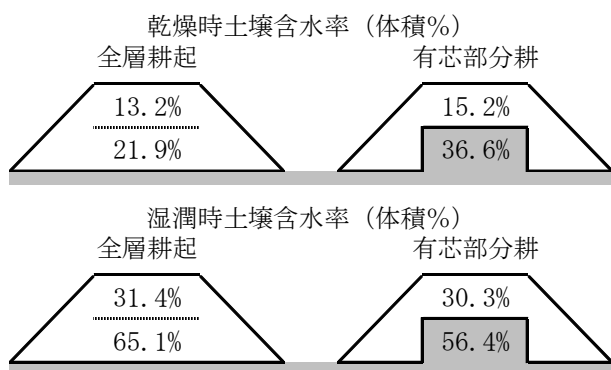 乾燥時土壌含水率（体積％）
全層耕起 有芯部分耕
13.2% 15.2%
21.9% 36.6%
湿潤時土壌含水率（体積％）
全層耕起 有芯部分耕
31.4% 30.3%
65.1% 56.4%